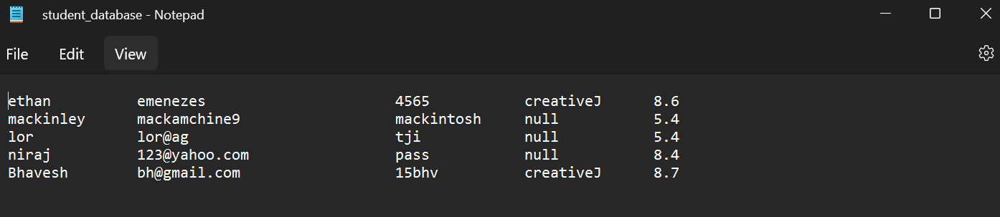 student_database - Notepad
File Edit View
ethan emenezes 4565 creativeJ 8.6
mackinley mackamchine9 mackintosh null 5.4
lor lor@ag tji null 5.4
niraj 123@yahoo.com pass null 8.4
Bhavesh bh@gmail.com 15bhv creativeJ 8.7